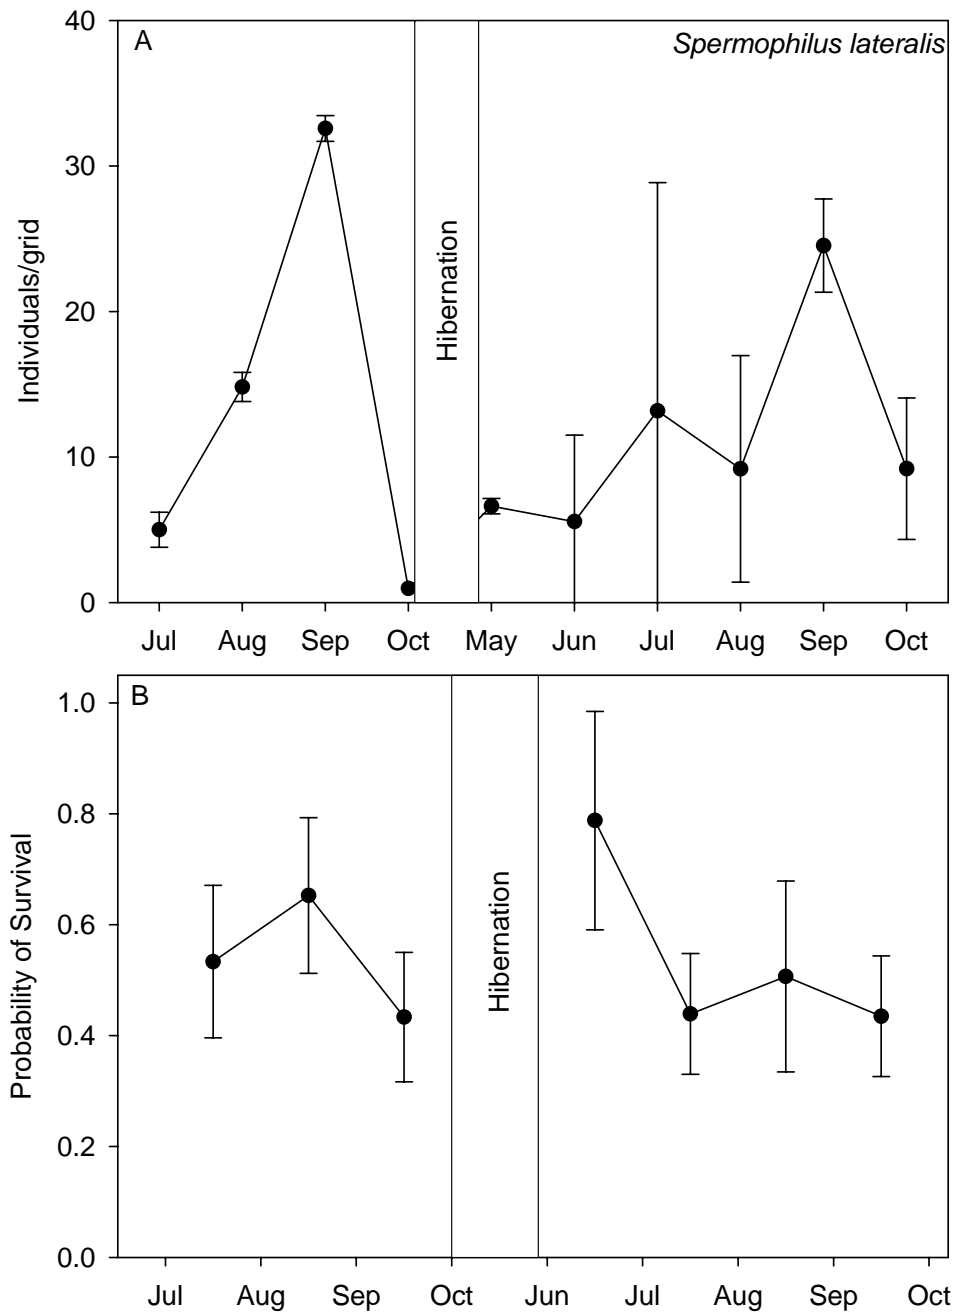 A
Spermophilus lateralis
40
30
20
10
0
Individuals/grid
Hibernation
Jul Aug Sep Oct May Jun Jul Aug Sep Oct
B
1.0
0.8
0.6
0.4
0.2
0.0
Probability of Survival
Hibernation
Jul Aug Sep Oct Jun Jul Aug Sep Oct